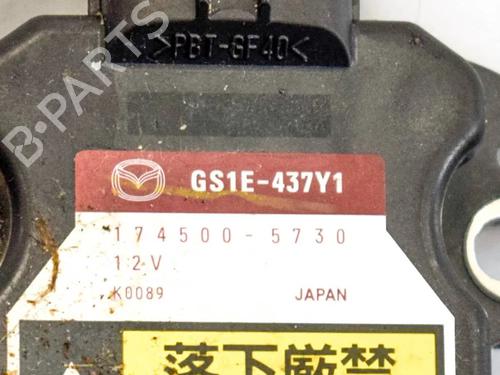 >PBT-GF40<
B-PARTS
GS1E-437Y1
174500-5730
12V
K0089 JAPAN
落下厳禁